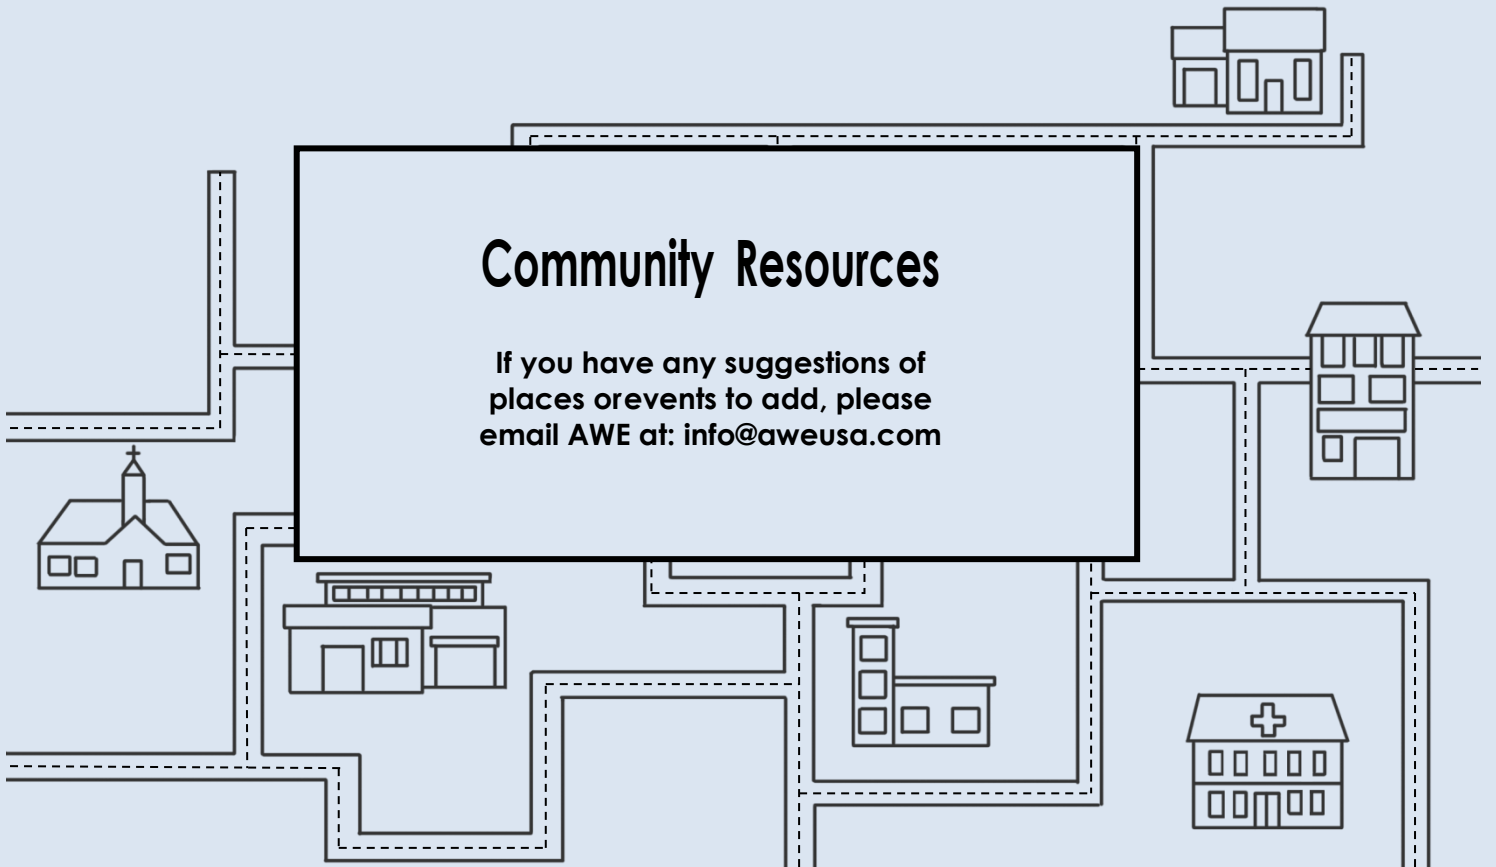 Community Resources
If you have any suggestions of
places orevents to add, please
email AWE at: info@aweusa.com